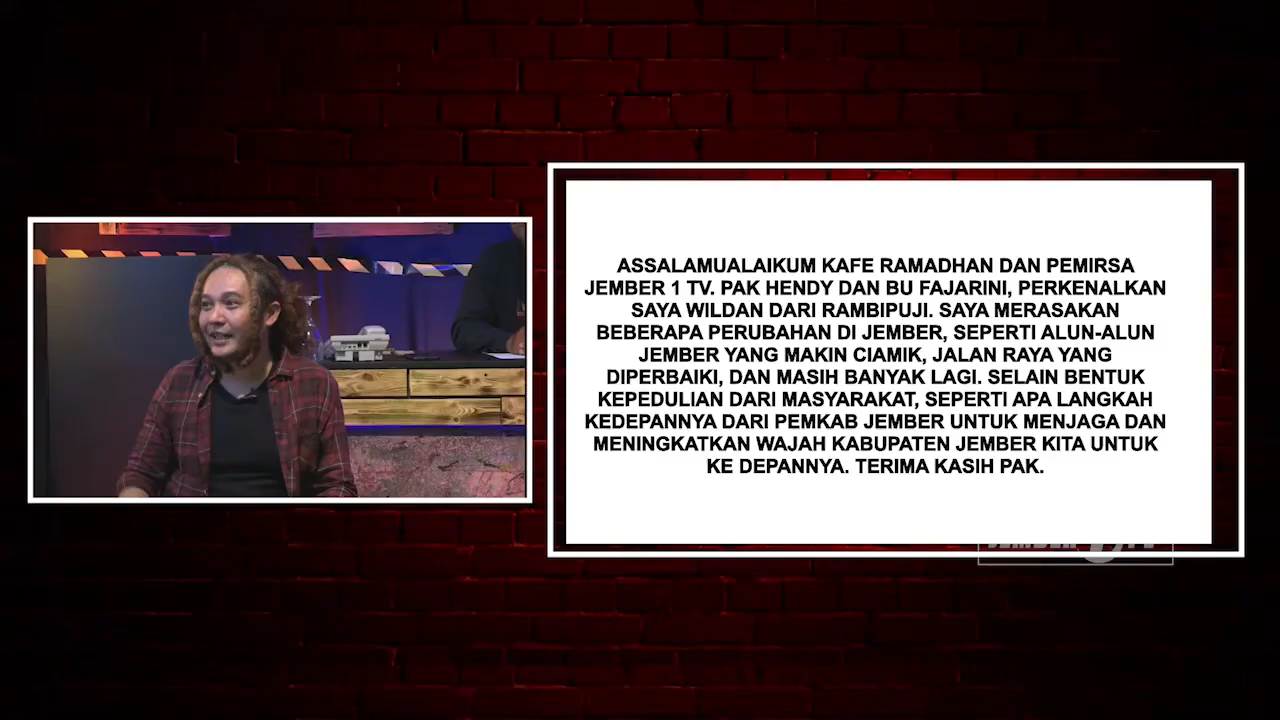 ASSALAMUALAIKUM KAFE RAMADHAN DAN PEMIRSA
JEMBER 1 TV. PAK HENDY DAN BU FAJARINI, PERKENALKAN
SAYA WILDAN DARI RAMBIPUJI. SAYA MERASAKAN
BEBERAPA PERUBAHAN DI JEMBER, SEPERTI ALUN-ALUN
JEMBER YANG MAKIN CIAMIK, JALAN RAYA YANG
DIPERBAIKI, DAN MASIH BANYAK LAGI. SELAIN BENTUK
KEPEDULIAN DARI MASYARAKAT, SEPERTI APA LANGKAH
KEDEPANNYA DARI PEMKAB JEMBER UNTUK MENJAGA DAN
MENINGKATKAN WAJAH KABUPATEN JEMBER KITA UNTUK
KE DEPANNYA. TERIMA KASIH PAK.